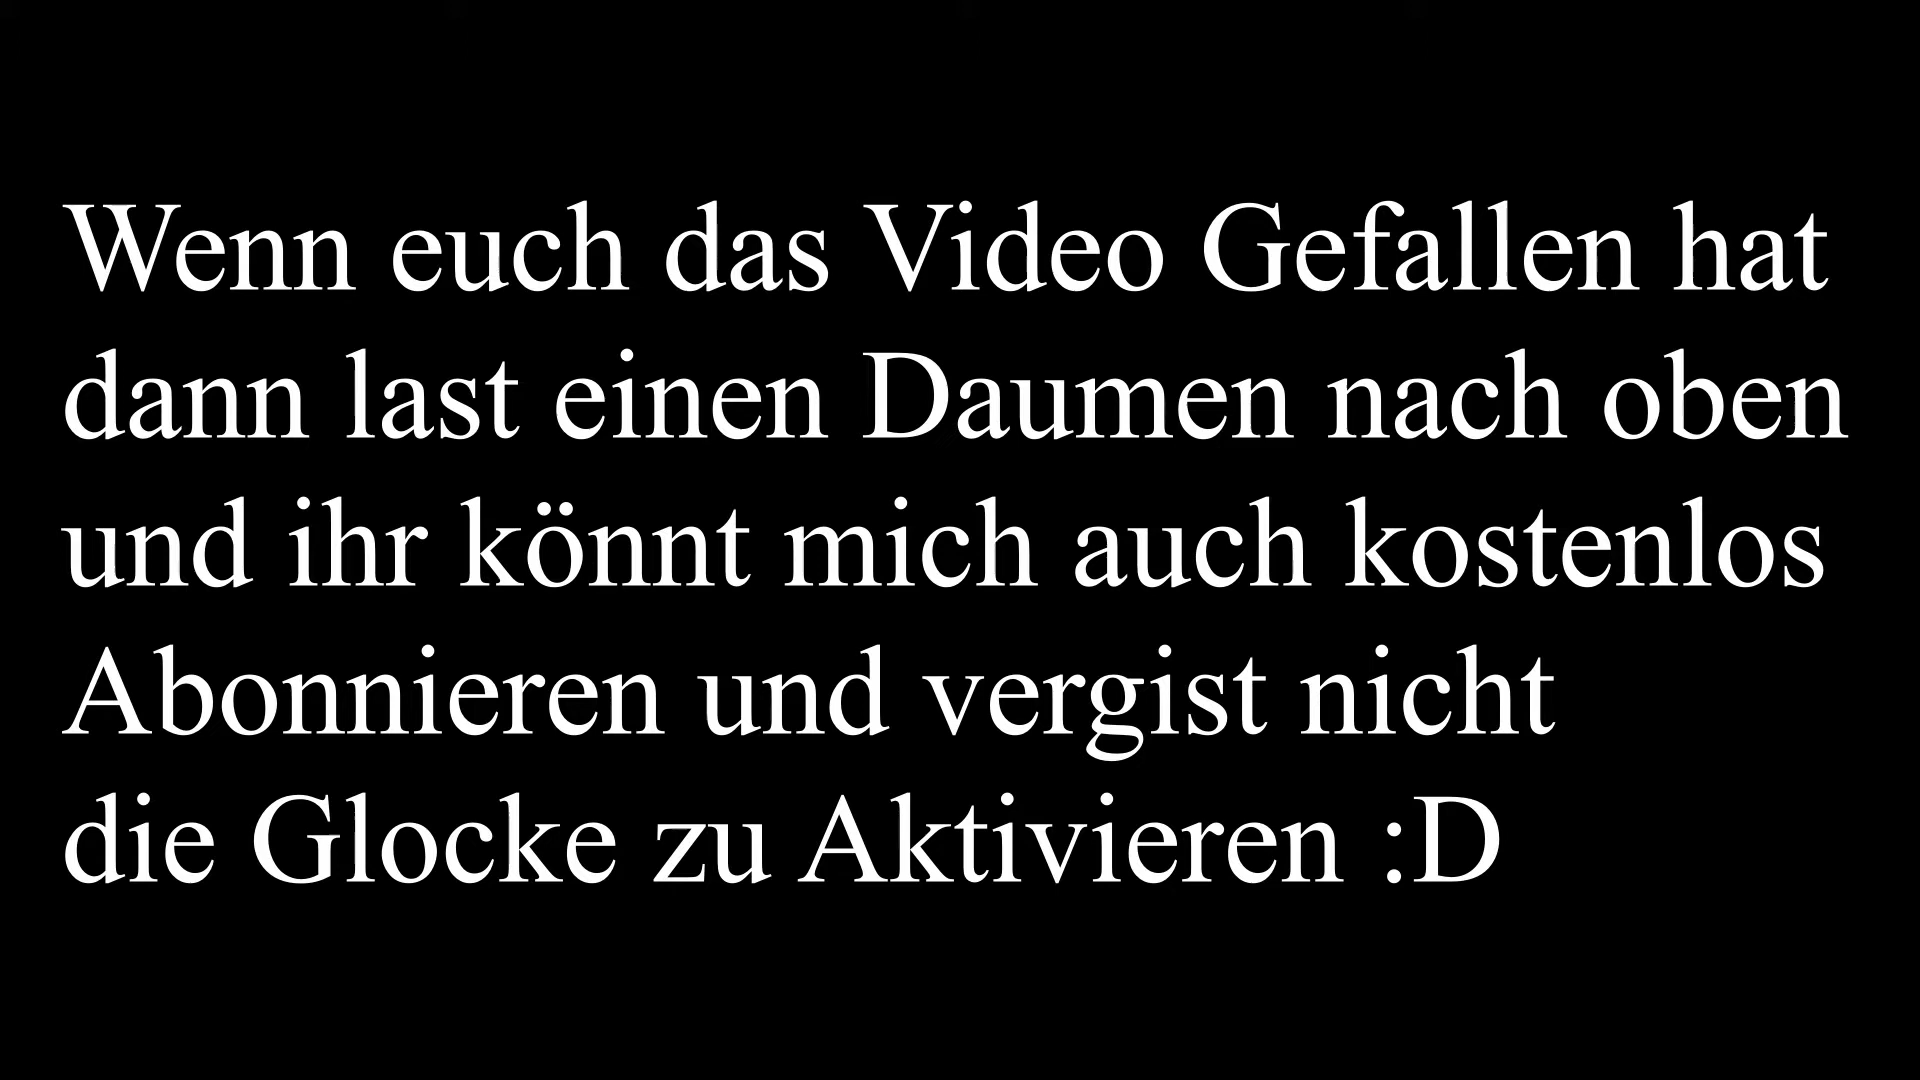 Wenn euch das Video Gefallen hat
dann last einen Daumen nach oben
und ihr könnt mich auch kostenlos
Abonnieren und vergist nicht
die Glocke zu Aktivieren :D